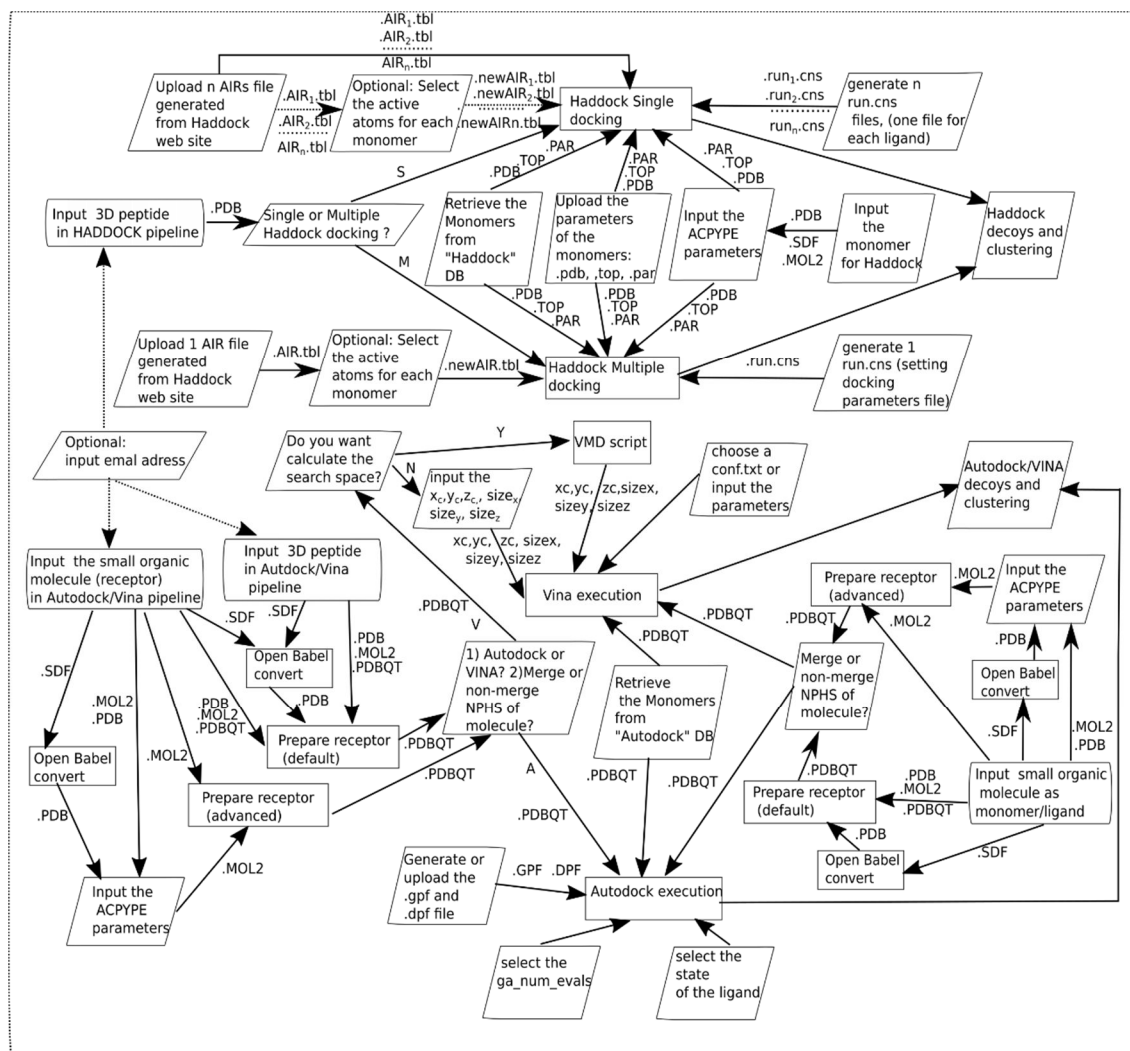 .AIR1.tbl
.AIR2.tbl
AIRn.tbl
Upload n AIRs file
generated
from Haddock
web site
.AIR1.tbl
.AIR2.tbl
AIRn.tbl
Optional: Select
the active
atoms for each
monomer
.newAIR1.tbl
.newAIR2.tbl
.newAIRn.tbl
Haddock Single
docking
.run1.cns
.run2.cns
runn.cns
generate n
run.cns
files, (one file for
each ligand)
S
.PAR
.TOP
.PDB
.PAR
.TOP
.PDB
.PAR
.TOP
.PDB
Input 3D peptide
in HADDOCK pipeline
.PDB
Single or Multiple
Haddock docking ?
Retrieve the
Monomers
from
"Haddock"
DB
Upload the
parameters
of the
monomers:
.pdb, ,top, .par
Input the
ACPYPE
parameters
.PDB
.SDF
.MOL2
Input
the
monomer
for Haddock
Haddock
decoys and
clustering
M
.PDB
.TOP
.PAR
.PDB
.TOP
.PAR
.PDB
.TOP
.PAR
Upload 1 AIR file
generated
from Haddock
web site
.AIR.tbl
Optional: Select
the active
atoms for each
monomer
.newAIR.tbl
Haddock Multiple
docking
.run.cns
generate 1
run.cns (setting
docking
parameters file)
Optional:
input emal adress
Do you want
calculate the
search space?
Y
N
VMD script
input the
xc,yc,zc,, sizex,
sizey, sizez
choose a
conf.txt or
input the
parameters
Autodock/VINA
decoys and
clustering
xc,yc, zc,sizex,
sizey, sizez
xc,yc, zc, sizex,
sizey, sizez
Input the small organic
molecule (receptor)
in Autodock/Vina pipeline
Input 3D peptide
in Autdock/Vina
pipeline
Vina execution
Prepare receptor
(advanced)
.MOL2
Input the
ACPYPE
parameters
.SDF
.SDF
.SDF
Open Babel
convert
.PDB
.MOL2
.PDBQT
V
.PDBQT
.PDBQT
.PDBQT
.PDBQT
.MOL2
.PDB
Open Babel
convert
.MOL2
.PDB
.PDB
.MOL2
.PDBQT
.PDB
1) Autodock or
VINA? 2)Merge or
non-merge
NPHS of
molecule?
Retrieve
the Monomers
from
"Autodock" DB
Merge or
non-merge
NPHS of
molecule?
.SDF
.MOL2
.PDB
Open Babel
convert
.MOL2
Prepare receptor
(default)
.PDBQT
.PDBQT
A
.PDBQT
.PDBQT
.PDBQT
.PDBQT
Prepare receptor
(default)
.PDB
.MOL2
.PDBQT
Input small organic
molecule as
monomer/ligand
Prepare receptor
(advanced)
.PDB
.MOL2
Input the
ACPYPE
parameters
.PDB
Open Babel
convert
.SDF
Generate or
upload the
.gpf and
.dpf file
.GPF .DPF
Autodock execution
select the
ga_num_evals
select the
state
of the ligand